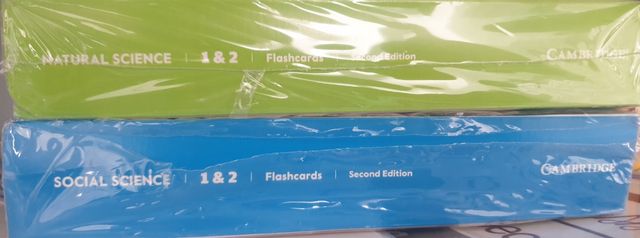 NATURAL SCIENCE | 1 & 2 | Flashcards | Second Edition CAMBRIDGE
SOCIAL SCIENCE | 1 & 2 | Flashcards | Second Edition CAMBRIDGE